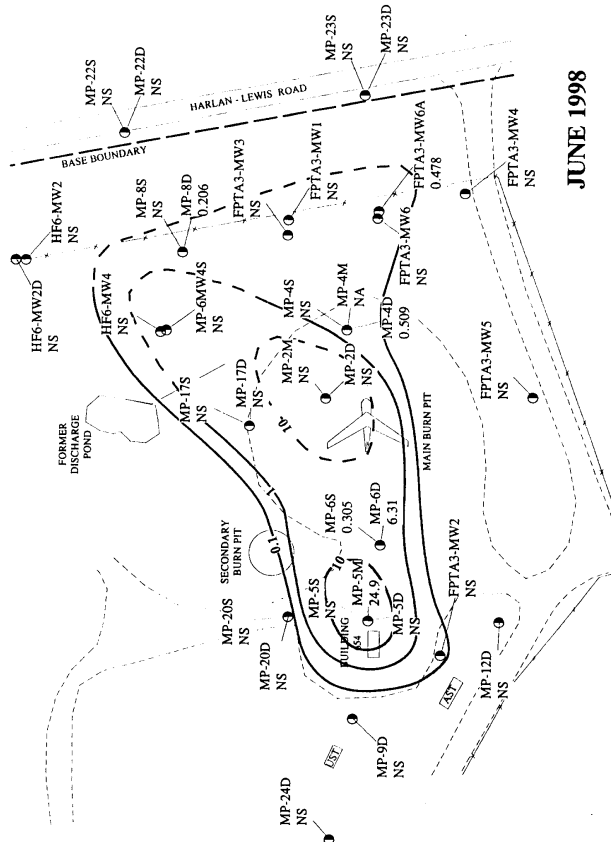 MP-22S
NS
MP-22D
NS
MP-23S
NS
MP-23D
NS
HARLAN - LEWIS ROAD
BASE BOUNDARY
HF6-MW2
NS
HF6-MW2D
NS
MP-8S
NS
MP-8D
0.206
FPTA3-MW3
NS
FPTA3-MW1
NS
FPTA3-MW6A
0.478
FPTA3-MW6
NS
FPTA3-MW4
NS
HF6-MW4
NS
MP-6MW4S
NS
MP-4S
NS
MP-4M
NA
MP-4D
0.509
FORMER
DISCHARGE
POND
MP-17S
NS
MP-17D
NS
MP-2M
NS
MP-2D
NS
10
MAIN BURN PIT
FPTA3-MW5
NS
1
0.1
SECONDARY
BURN PIT
MP-6S
0.305
MP-6D
6.31
10
MP-5S
NS
MP-5M
24.9
MP-5D
NS
BUILDING
FPTA3-MW2
NS
MP-20S
NS
MP-20D
NS
MP-12D
NS
AST
UST
MP-9D
NS
MP-24D
NS
JUNE 1998